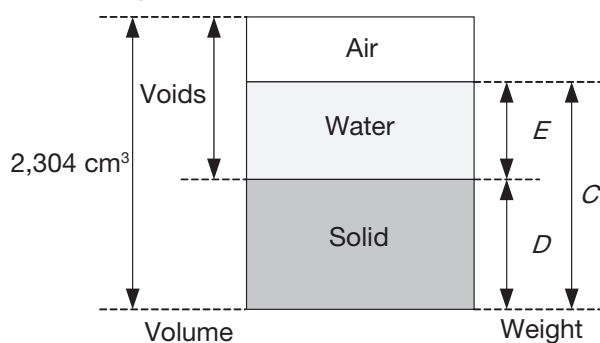 Air
Voids
Water
E
2,304 cm³
C
Solid
D
Volume
Weight